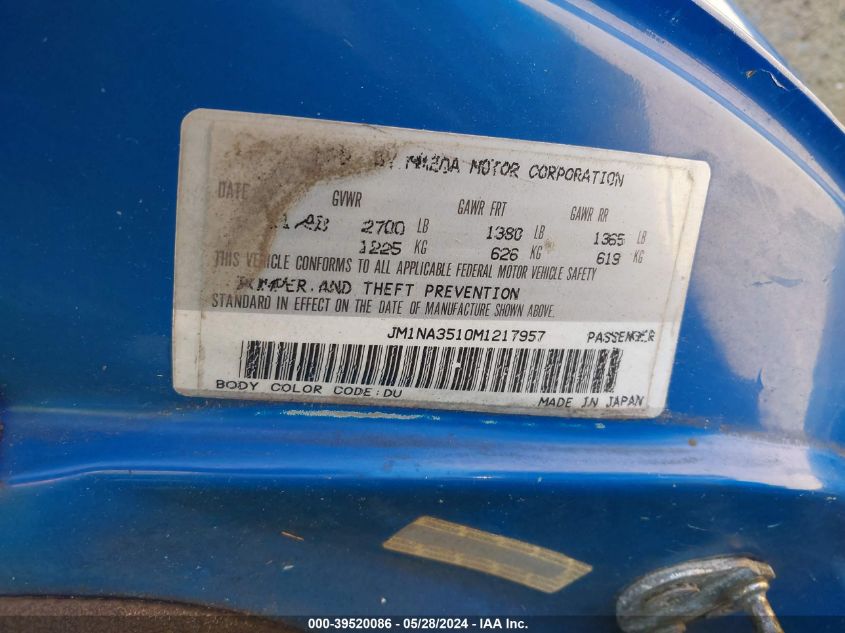 BY MAZDA MOTOR CORPORATION
DATE GVWR GAWR FRT GAWR RR
2700 LB 1380 LB 1365 LB
1225 KG 626 KG 619 KG
THIS VEHICLE CONFORMS TO ALL APPLICABLE FEDERAL MOTOR VEHICLE SAFETY
AND THEFT PREVENTION
STANDARD IN EFFECT ON THE DATE OF MANUFACTURE SHOWN ABOVE.
JM1NA3510M1217957 PASSENGER
BODY COLOR CODE:DU MADE IN JAPAN
000-39520086 - 05/28/2024 - IAA Inc.